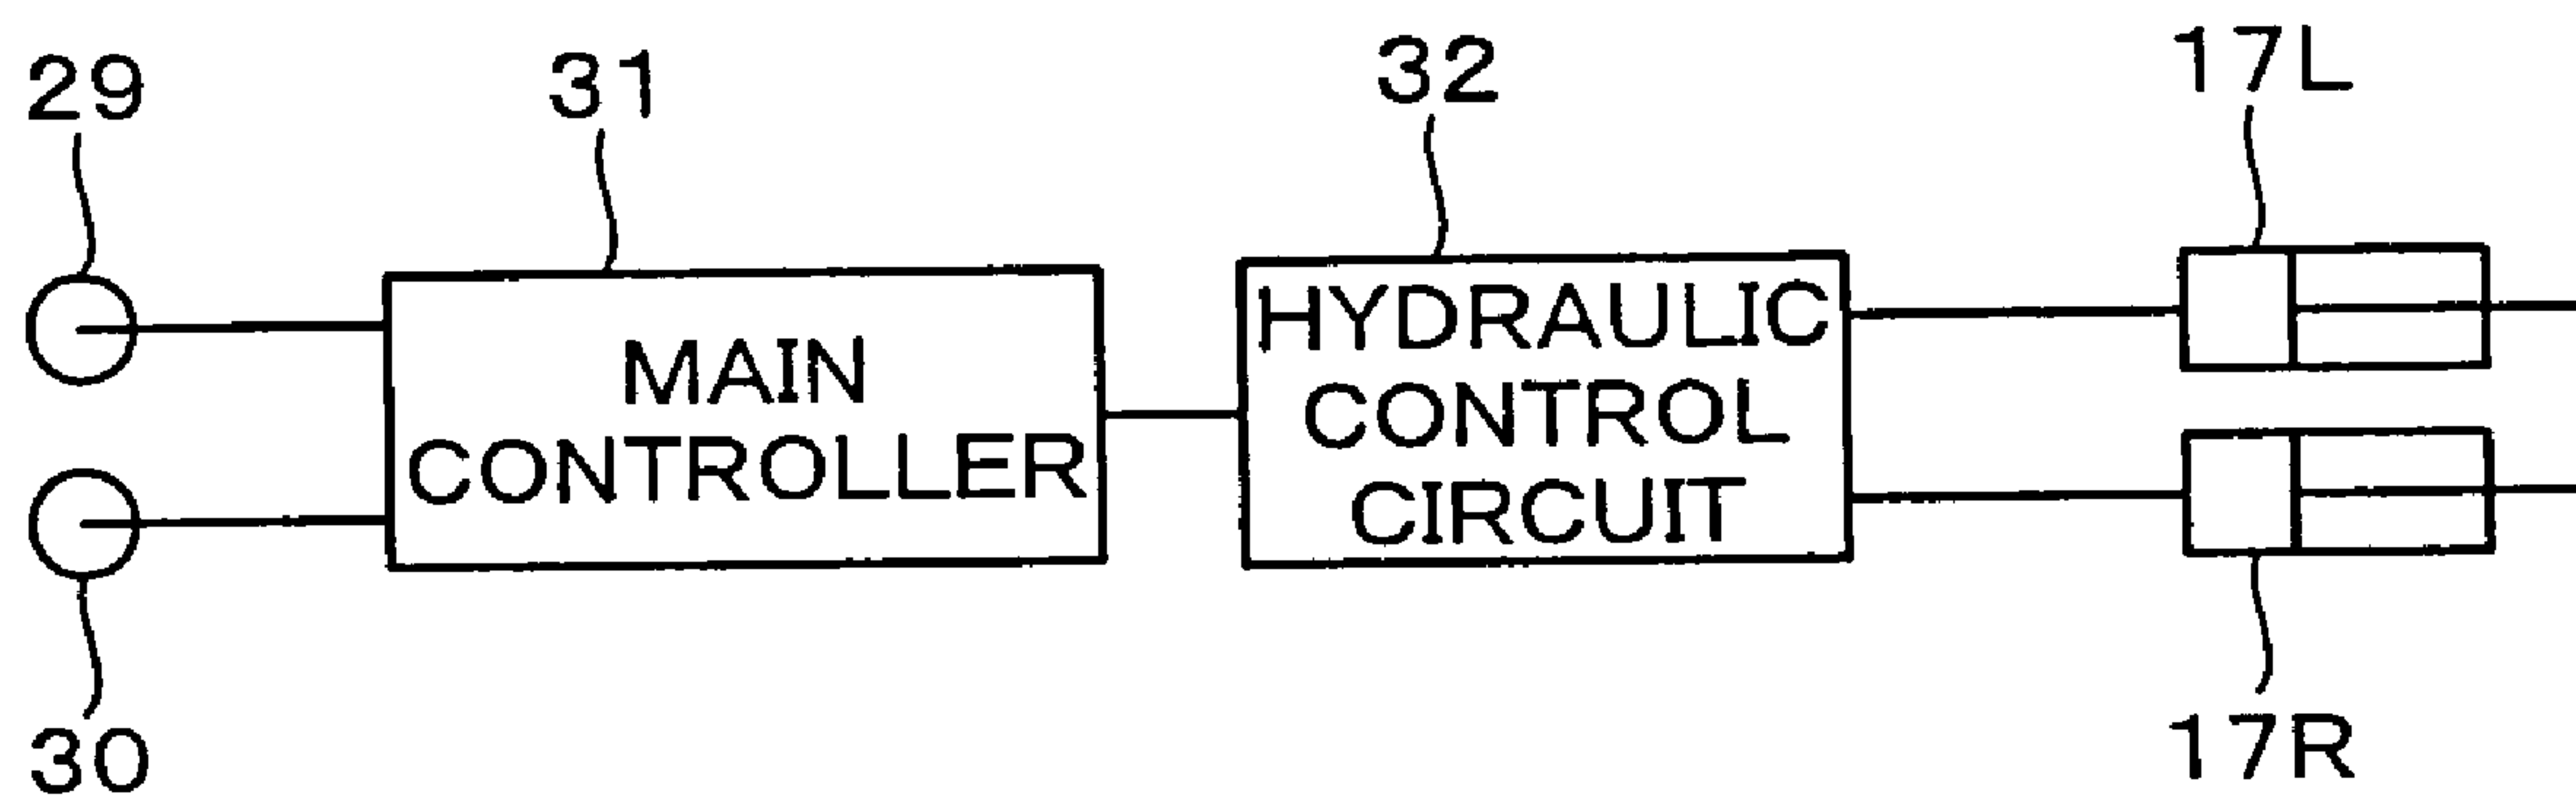 29
31
32
17L
MAIN
CONTROLLER
HYDRAULIC
CONTROL
CIRCUIT
30
17R